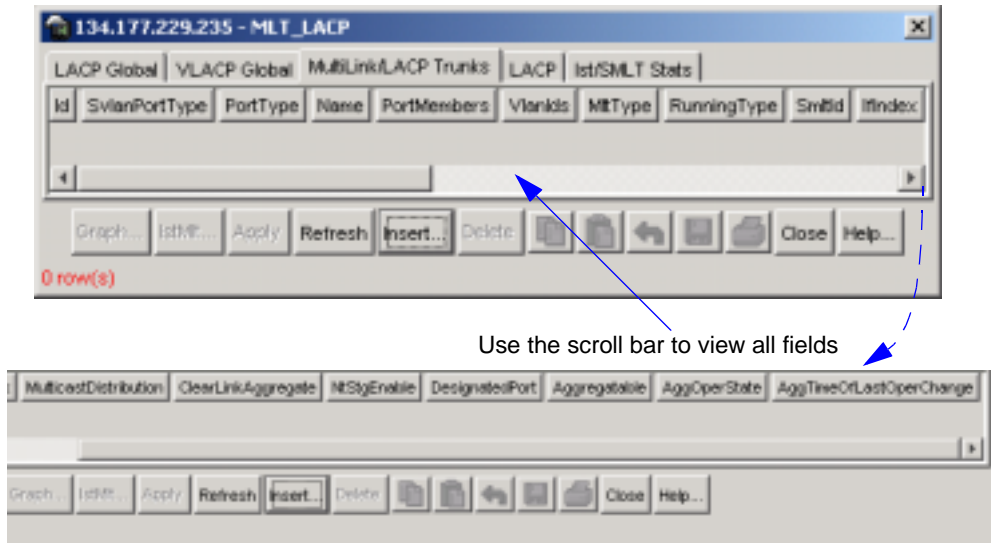 134.177.229.235 - MLT_LACP
LACP Global VLACP Global MultiLink/LACP Trunks LACP Ist/SMLT Stats
Id SvlanPortType PortType Name PortMembers VlanIds MltType RunningType SmltId IfIndex
Graph... IstMlt... Apply Refresh Insert... Delete Close Help...
0 row(s)
Use the scroll bar to view all fields
MulticastDistribution ClearLinkAggregate NtStgEnable DesignatedPort Aggregatable AggOperState AggTimeOfLastOperChange
Graph... IstMlt... Apply Refresh Insert... Delete Close Help...